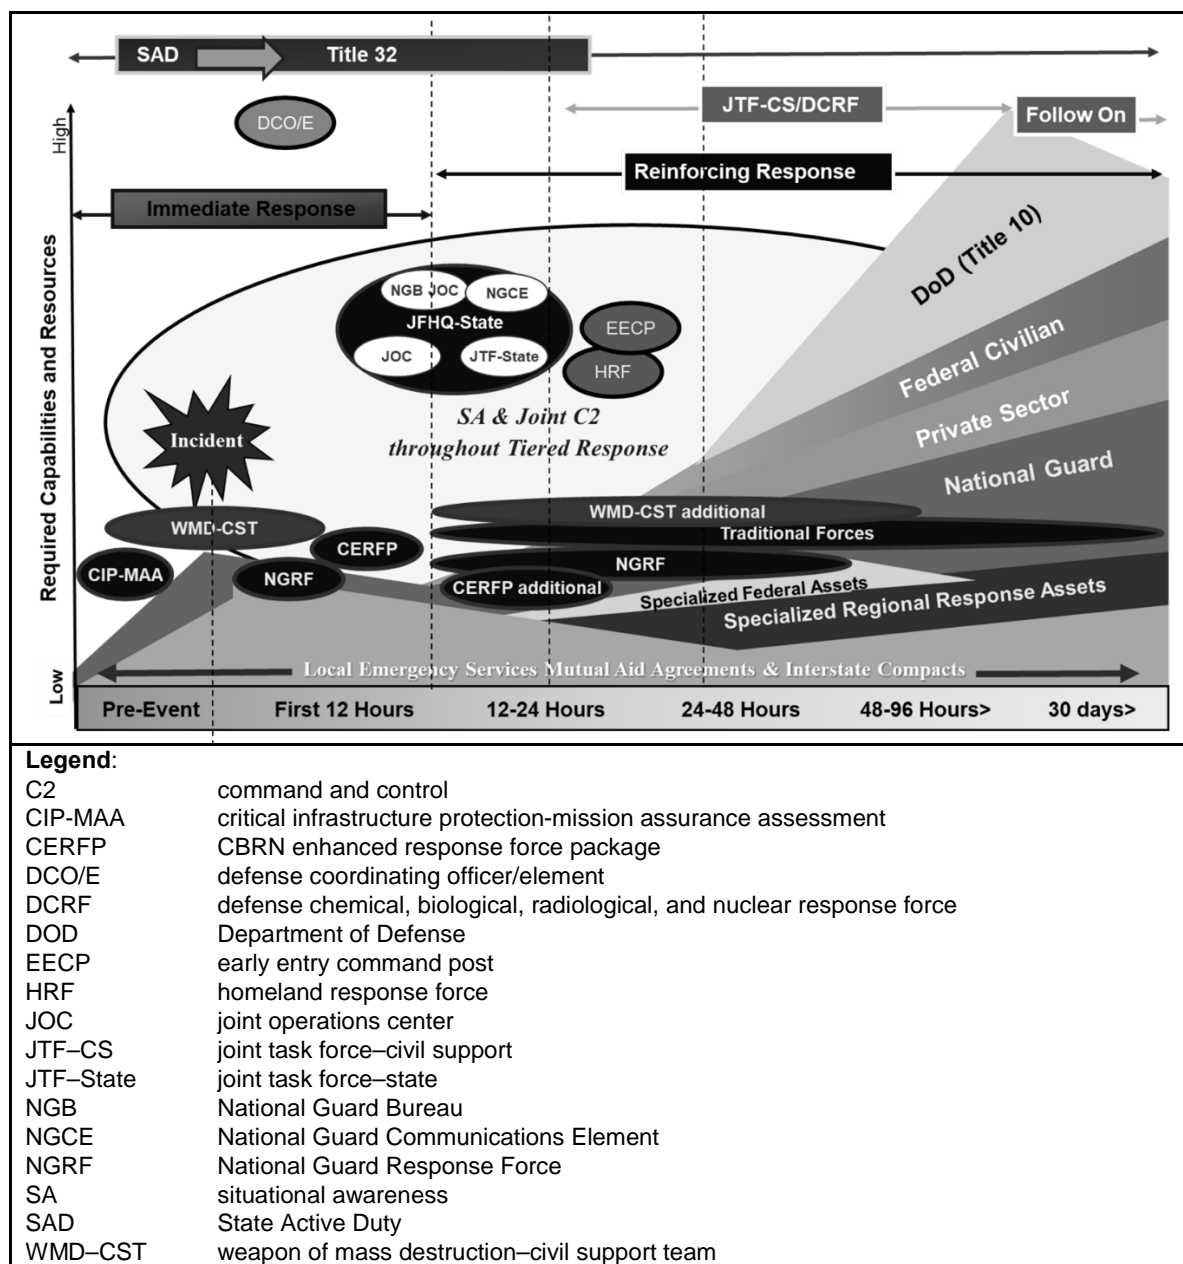 SAD Title 32
DCO/E
JTF-CS/DCRF
Follow On
High
Reinforcing Response
Immediate Response
DoD (Title 10)
NGB JOC
NGCE
JFHQ-State
JOC
JTF-State
EECP
HRF
Federal Civilian
Private Sector
National Guard
SA & Joint C2
throughout Tiered Response
Incident
Required Capabilities and Resources
WMD-CST
WMD-CST additional
Traditional Forces
CERFP
CIP-MAA
NGRF
NGRF
CERFP additional
Specialized Federal Assets
Specialized Regional Response Assets
Low
Local Emergency Services Mutual Aid Agreements & Interstate Compacts
Pre-Event First 12 Hours 12-24 Hours 24-48 Hours 48-96 Hours> 30 days>
Legend:
C2 command and control
CIP-MAA critical infrastructure protection-mission assurance assessment
CERFP CBRN enhanced response force package
DCO/E defense coordinating officer/element
DCRF defense chemical, biological, radiological, and nuclear response force
DOD Department of Defense
EECP early entry command post
HRF homeland response force
JOC joint operations center
JTF–CS joint task force–civil support
JTF–State joint task force–state
NGB National Guard Bureau
NGCE National Guard Communications Element
NGRF National Guard Response Force
SA situational awareness
SAD State Active Duty
WMD–CST weapon of mass destruction–civil support team